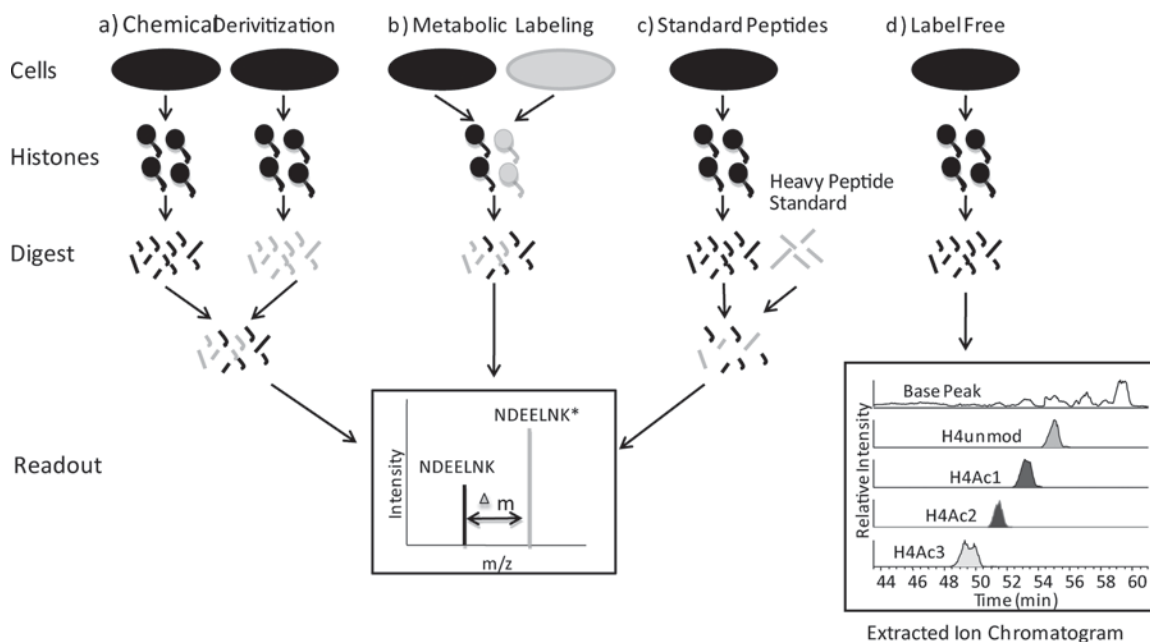 a) Chemical Derivitization
b) Metabolic Labeling
c) Standard Peptides
d) Label Free
Cells
Histones
Heavy Peptide
Standard
Digest
Readout
NDEELNK*
NDEELNK
Δ m
Intensity
m/z
Base Peak
H4unmod
H4Ac1
H4Ac2
H4Ac3
Relative Intensity
44 46 48 50 52 54 56 58 60
Time (min)
Extracted Ion Chromatogram